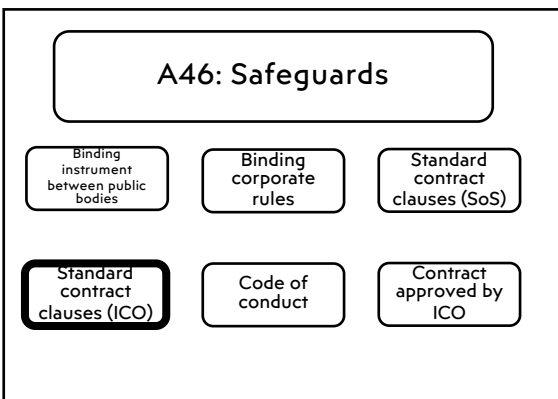 A46: Safeguards
Binding
instrument
between public
bodies
Binding
corporate
rules
Standard
contract
clauses (SoS)
Standard
contract
clauses (ICO)
Code of
conduct
Contract
approved by
ICO